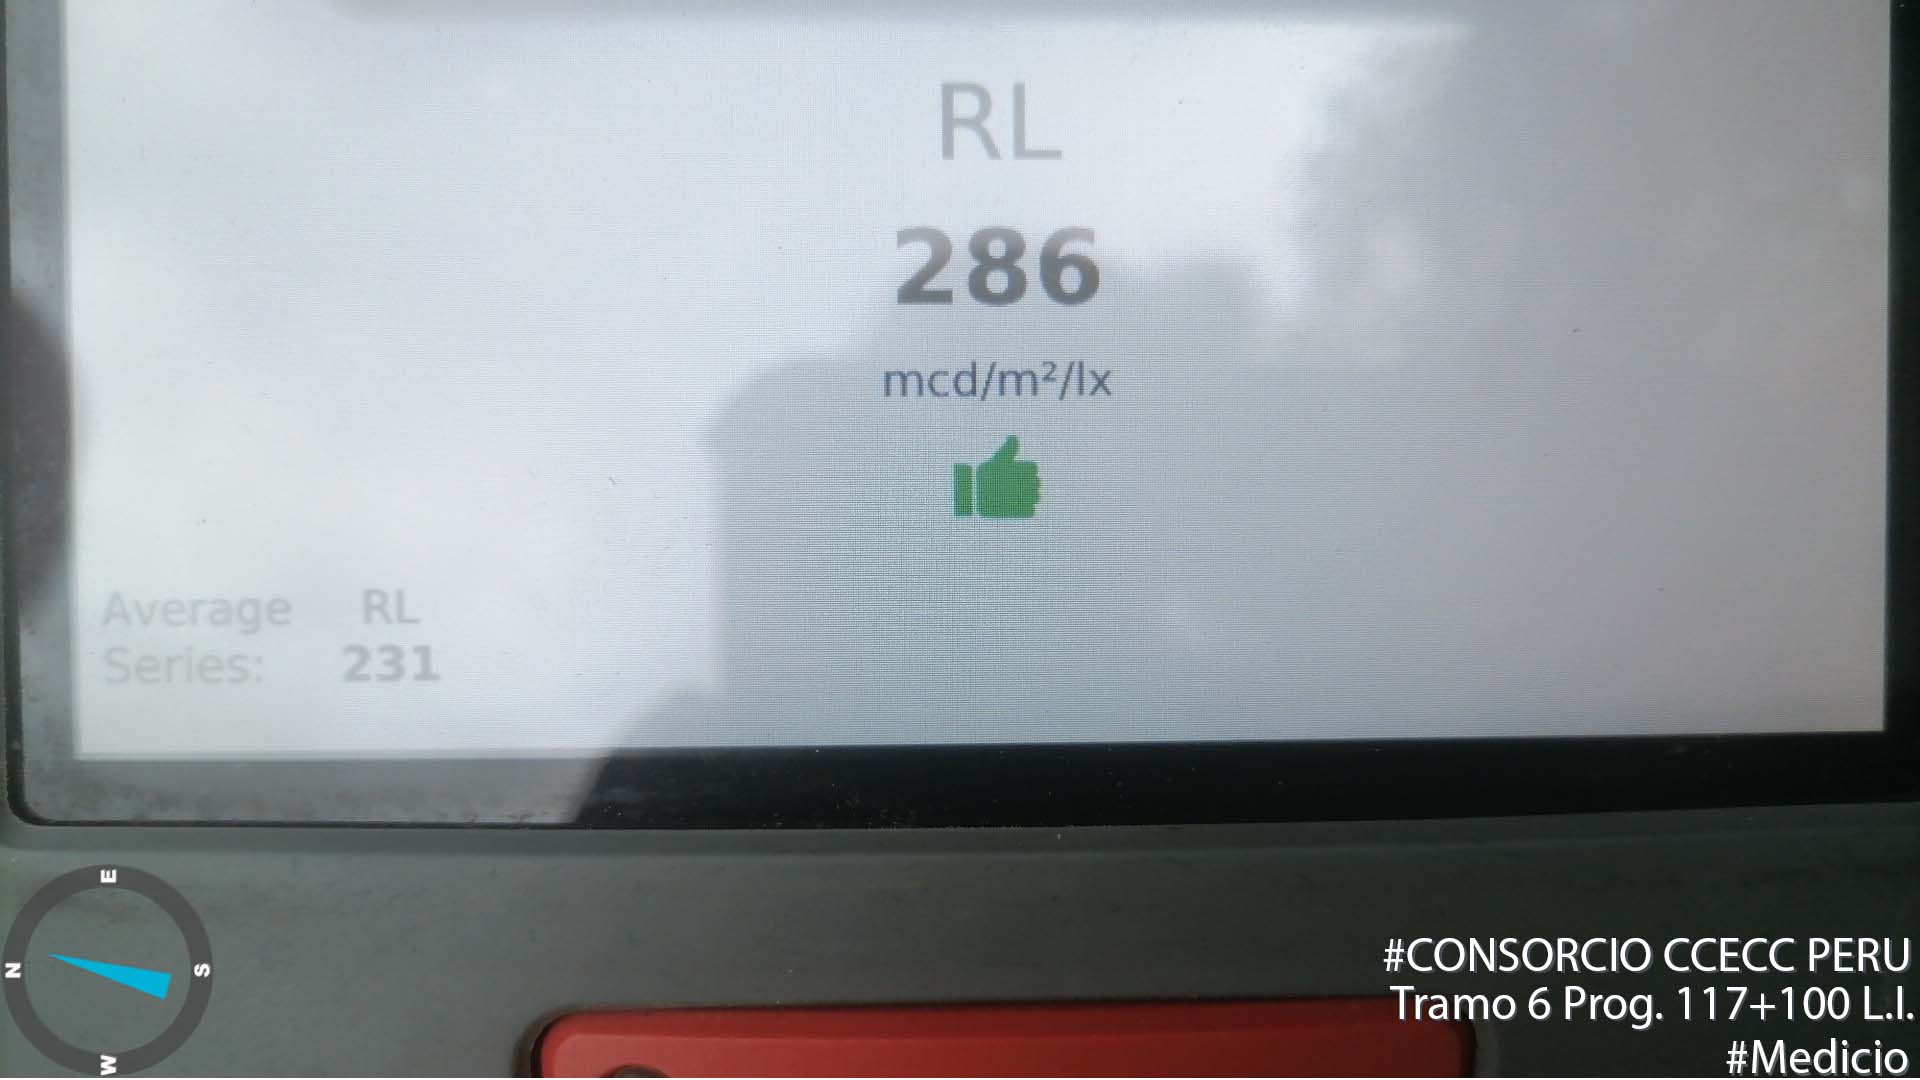 RL
286
mcd/m²/lx
Average RL
Series: 231
E
N S
W
#CONSORCIO CCECC PERU
Tramo 6 Prog. 117+100 L.I.
#Medicio